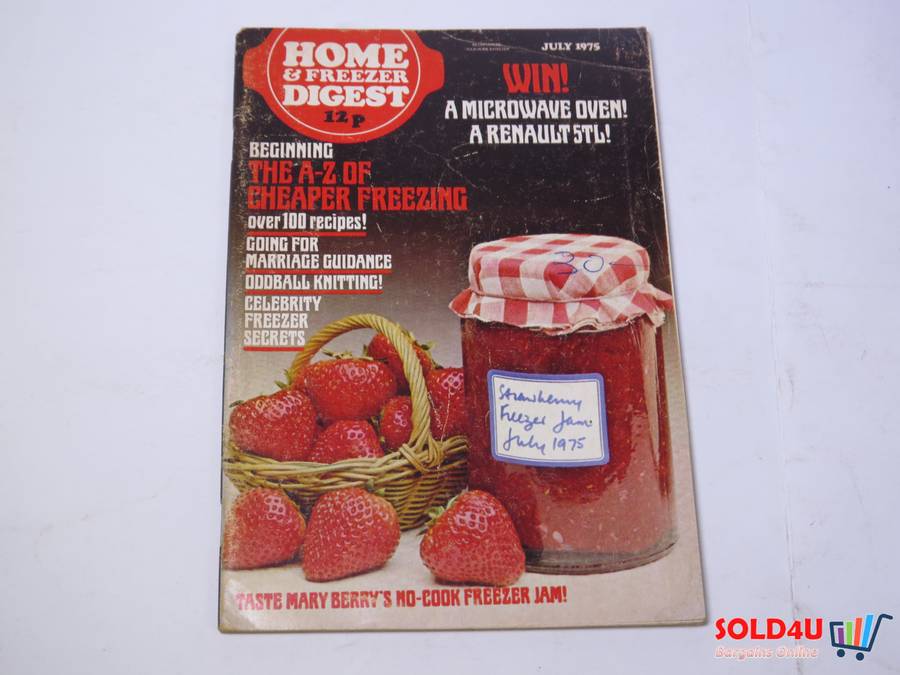 HOME
& FREEZER
DIGEST
12p
JULY 1975
WIN!
A MICROWAVE OVEN!
A RENAULT 5TL!
BEGINNING
THE A-Z OF
CHEAPER FREEZING
over 100 recipes!
GOING FOR
MARRIAGE GUIDANCE
ODDBALL KNITTING!
CELEBRITY
FREEZER
SECRETS
30
Strawberry
Freezer Jam
July 1975
TASTE MARY BERRY'S NO-COOK FREEZER JAM!
SOLD4U
Bargains Online